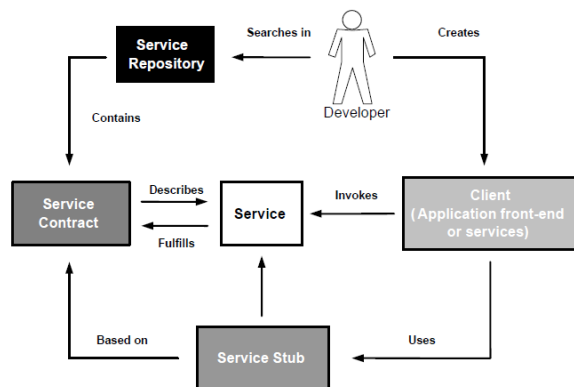 Searches in
Creates
Service
Repository
Developer
Contains
Describes
Service
Contract
Service
Invokes
Client
(Application front-end
or services)
Fulfills
Based on
Service Stub
Uses